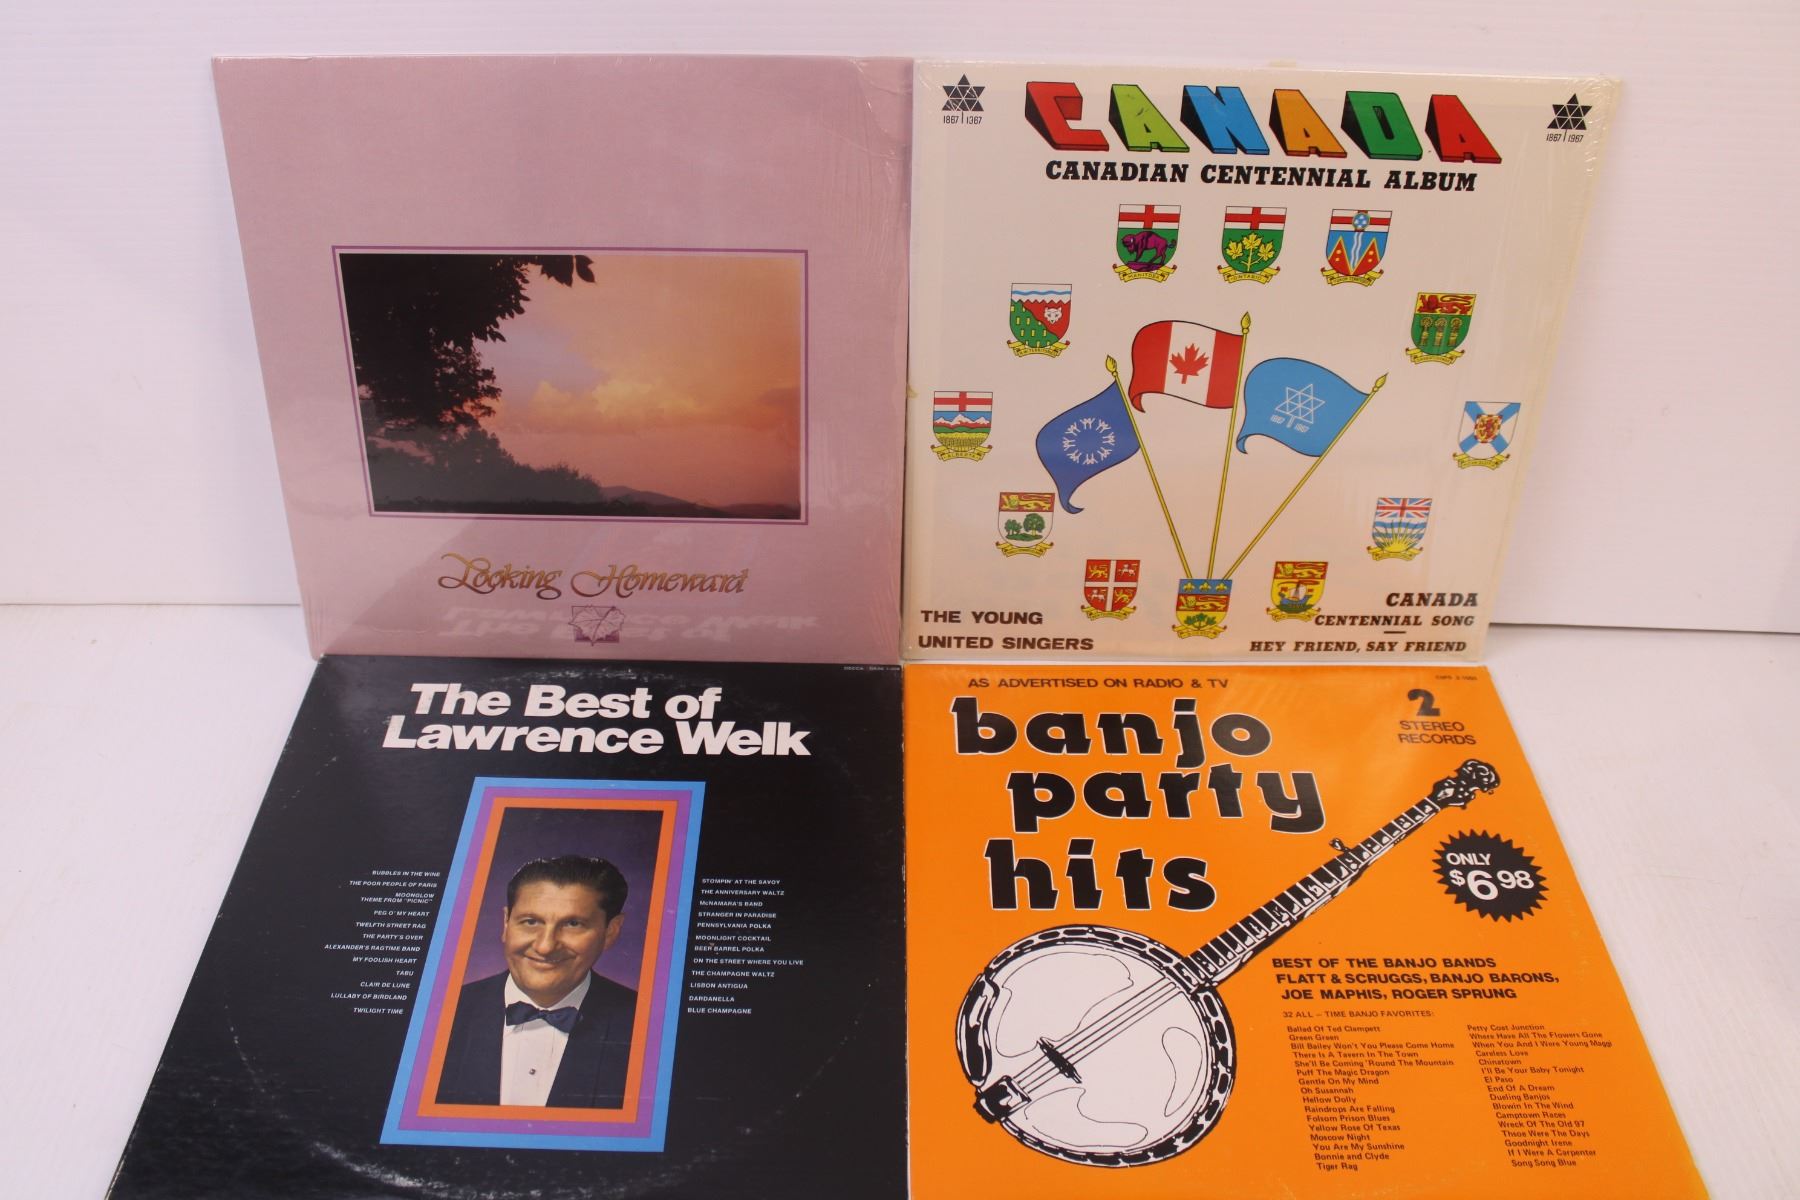 Looking Homeward
1867 1367
CANADA
1867 1967
CANADIAN CENTENNIAL ALBUM
MANITOBA
ONTARIO
ALBERTA
1867 1967
QUEBEC
THE YOUNG
UNITED SINGERS
CANADA
CENTENNIAL SONG
HEY FRIEND, SAY FRIEND
DECCA
The Best of
Lawrence Welk
BUBBLES IN THE WINE
THE POOR PEOPLE OF PARIS
MOONGLOW
THEME FROM "PICNIC"
PEG O' MY HEART
TWELFTH STREET RAG
THE PARTY'S OVER
ALEXANDER'S RAGTIME BAND
MY FOOLISH HEART
TABU
CLAIR DE LUNE
LULLABY OF BIRDLAND
TWILIGHT TIME
STOMPIN' AT THE SAVOY
THE ANNIVERSARY WALTZ
McNAMARA'S BAND
STRANGER IN PARADISE
PENNSYLVANIA POLKA
MOONLIGHT COCKTAIL
BEER BARREL POLKA
ON THE STREET WHERE YOU LIVE
THE CHAMPAGNE WALTZ
LISBON ANTIGUA
DARDANELLA
BLUE CHAMPAGNE
AS ADVERTISED ON RADIO & TV
banjo
party
hits
2
STEREO
RECORDS
ONLY
$6.98
BEST OF THE BANJO BANDS
FLATT & SCRUGGS, BANJO BARONS,
JOE MAPHIS, ROGER SPRUNG
32 ALL - TIME BANJO FAVORITES:
Ballad Of Ted Clampett
Green Green
Bill Bailey Won't You Please Come Home
There Is A Tavern In The Town
She'll Be Coming 'Round The Mountain
Puff The Magic Dragon
Gentle On My Mind
Oh Susannah
Hellow Dolly
Raindrops Are Falling
Folsom Prison Blues
Yellow Rose Of Texas
Moscow Night
You Are My Sunshine
Bonnie and Clyde
Tiger Rag
Petty Coat Junction
Where Have All The Flowers Gone
When You And I Were Young Maggi
Careless Love
Chinatown
I'll Be Your Baby Tonight
El Paso
End Of A Dream
Dueling Banjos
Blowin In The Wind
Camptown Races
Wreck Of The Old 97
Thsoe Were The Days
Goodnight Irene
If I Were A Carpenter
Song Song Blue